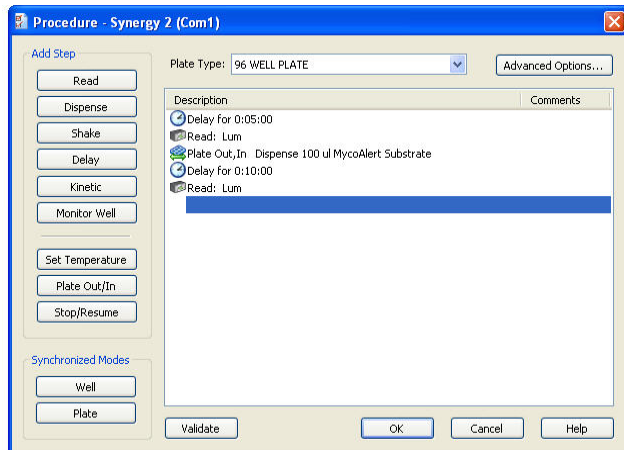 Procedure - Synergy 2 (Com1)
Add Step
Read
Dispense
Shake
Delay
Kinetic
Monitor Well
Set Temperature
Plate Out/In
Stop/Resume
Synchronized Modes
Well
Plate
Plate Type: 96 WELL PLATE
Advanced Options...
Description Comments
Delay for 0:05:00
Read: Lum
Plate Out,In Dispense 100 ul MycoAlert Substrate
Delay for 0:10:00
Read: Lum
Validate OK Cancel Help